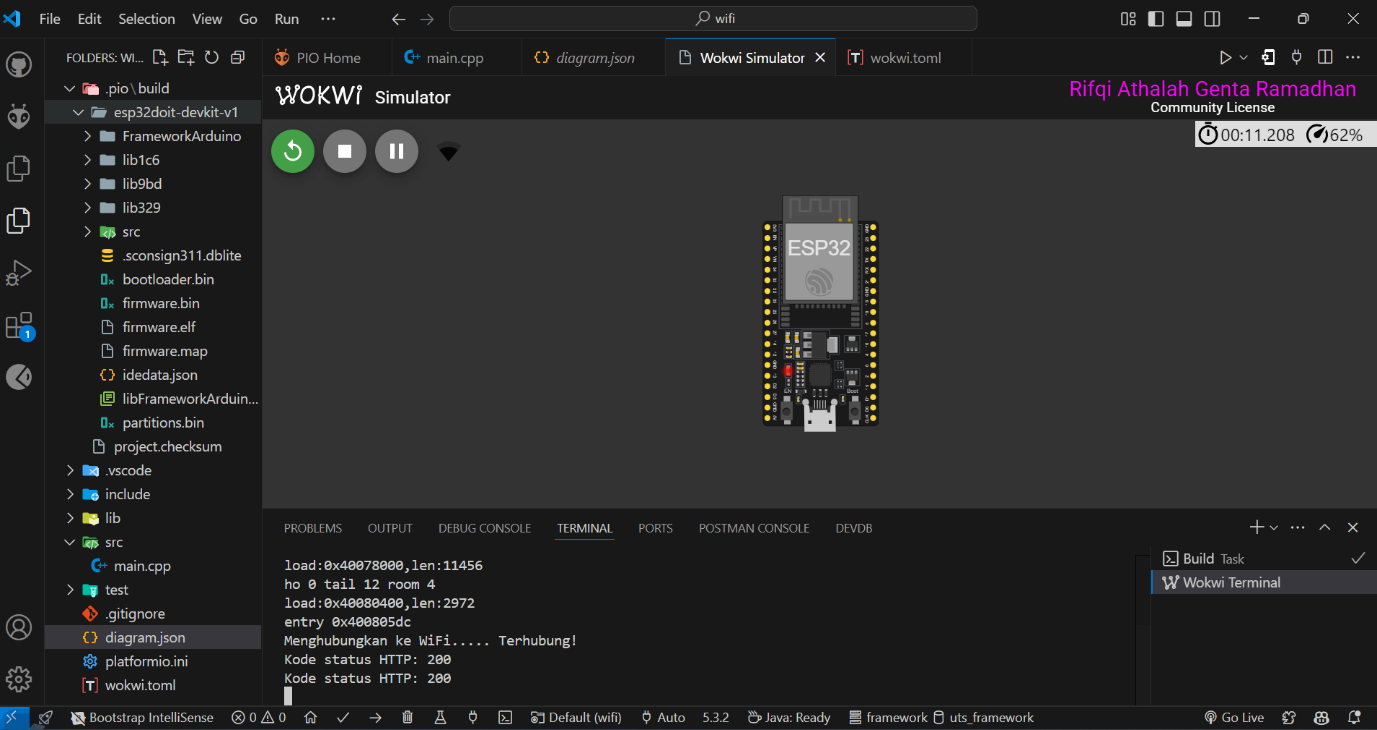 File Edit Selection View Go Run ··· wifi
FOLDERS: WI...
PIO Home main.cpp diagram.json Wokwi Simulator wokwi.toml
.pio\build
esp32doit-devkit-v1
FrameworkArduino
lib1c6
lib9bd
lib329
src
.sconsign311.dblite
bootloader.bin
firmware.bin
firmware.elf
firmware.map
idedata.json
libFrameworkArduin...
partitions.bin
project.checksum
.vscode
include
lib
src
main.cpp
test
.gitignore
diagram.json
platformio.ini
wokwi.toml
1
WOKWI Simulator
Rifqi Athalah Genta Ramadhan
Community License
00:11.208 62%
ESP32
EN Boot
PROBLEMS OUTPUT DEBUG CONSOLE TERMINAL PORTS POSTMAN CONSOLE DEVDB
load:0x40078000,len:11456
ho 0 tail 12 room 4
load:0x40080400,len:2972
entry 0x400805dc
Menghubungkan ke WiFi..... Terhubung!
Kode status HTTP: 200
Kode status HTTP: 200
Build Task
Wokwi Terminal
Bootstrap IntelliSense 0 0 Default (wifi) Auto 5.3.2 Java: Ready framework uts_framework Go Live